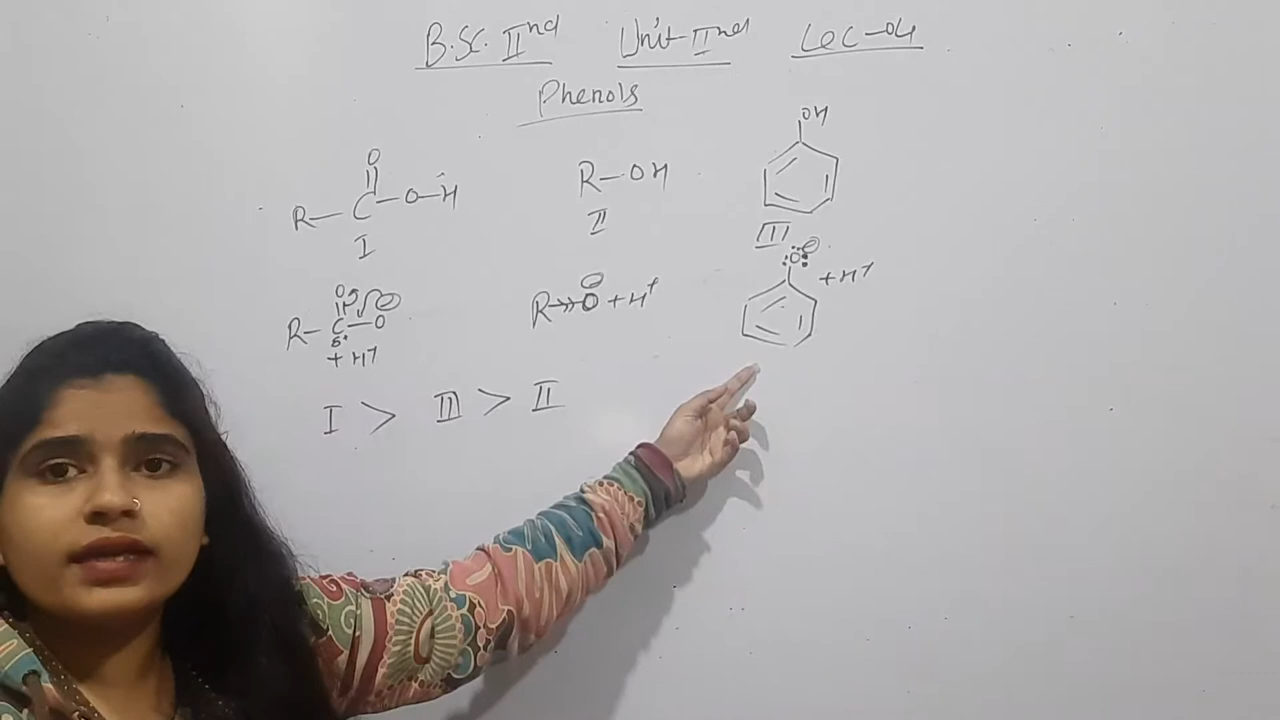 B.Sc. IInd Unit-IInd Lec-04
Phenols
O OH
R-C-O-H R-OH
I II III
O O⊖ ⊖ :O:⊖
R-C-O R→O + H+ + H+
δ+
+ H+
I > III > II